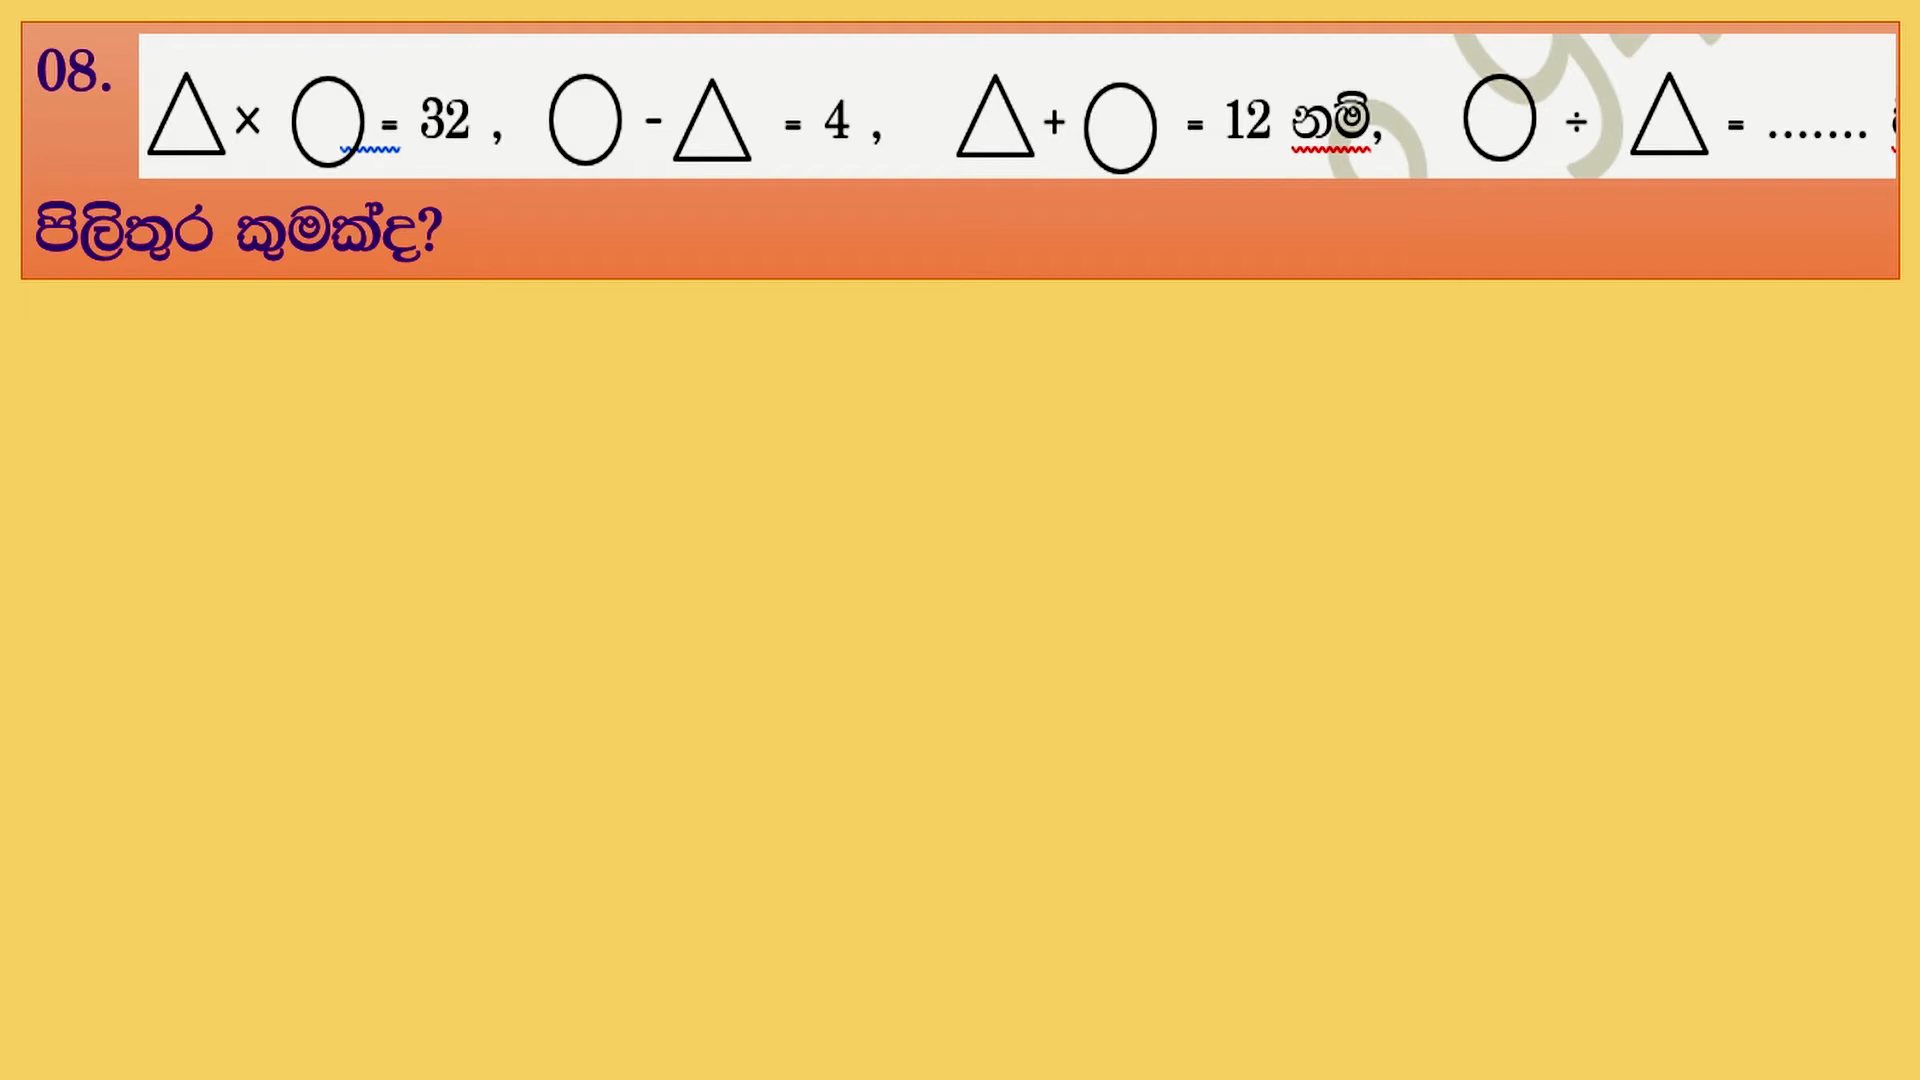 08. △ × ○ = 32 , ○ - △ = 4 , △ + ○ = 12 නම්, ○ ÷ △ = .......
පිලිතුර කුමක්ද?